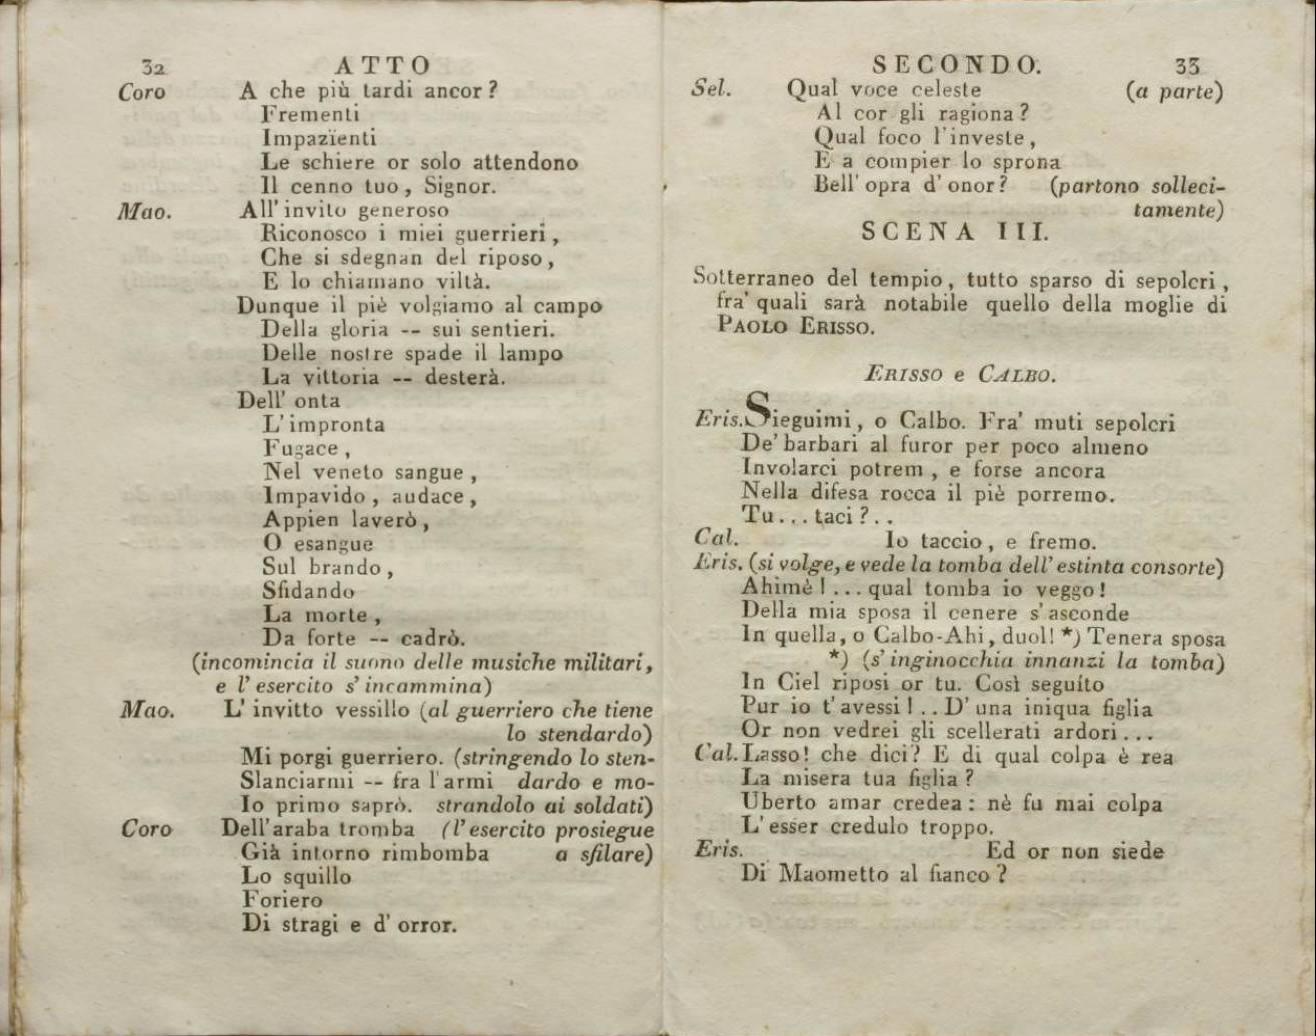 32 ATTO
Coro A che più tardi ancor?
Frementi
Impazïenti
Le schiere or solo attendono
Il cenno tuo, Signor.
Mao. All' invito generoso
Riconosco i miei guerrieri,
Che si sdegnan del riposo,
E lo chiamano viltà.
Dunque il piè volgiamo al campo
Della gloria -- sui sentieri.
Delle nostre spade il lampo
La vittoria -- desterà.
Dell' onta
L' impronta
Fugace,
Nel veneto sangue,
Impavido, audace,
Appien laverò,
O esangue
Sul brando,
Sfidando
La morte,
Da forte -- cadrò.
(incomincia il suono delle musiche militari,
e l' esercito s' incammina)
Mao. L' invitto vessillo (al guerriero che tiene
lo stendardo)
Mi porgi guerriero. (stringendo lo sten-
Slanciarmi -- fra l'armi dardo e mo-
Io primo saprò. strandolo ai soldati)
Coro Dell'araba tromba (l' esercito prosiegue
Già intorno rimbomba a sfilare)
Lo squillo
Foriero
Di stragi e d' orror.
SECONDO. 33
Sel. Qual voce celeste (a parte)
Al cor gli ragiona?
Qual foco l'investe,
E a compier lo sprona
Bell' opra d' onor? (partono solleci-
tamente)
SCENA III.
Sotterraneo del tempio, tutto sparso di sepolcri,
fra' quali sarà notabile quello della moglie di
PAOLO ERISSO.
ERISSO e CALBO.
Eris. Sieguimi, o Calbo. Fra' muti sepolcri
De' barbari al furor per poco almeno
Involarci potrem, e forse ancora
Nella difesa rocca il piè porremo.
Tu... taci?..
Cal. Io taccio, e fremo.
Eris. (si volge, e vede la tomba dell' estinta consorte)
Ahimè!... qual tomba io veggo!
Della mia sposa il cenere s' asconde
In quella, o Calbo-Ahi, duol! *) Tenera sposa
*) (s' inginocchia innanzi la tomba)
In Ciel riposi or tu. Così seguíto
Pur io t' avessi!.. D' una iniqua figlia
Or non vedrei gli scellerati ardori...
Cal. Lasso! che dici? E di qual colpa è rea
La misera tua figlia?
Uberto amar credea: nè fu mai colpa
L' esser credulo troppo.
Eris. Ed or non siede
Di Maometto al fianco?